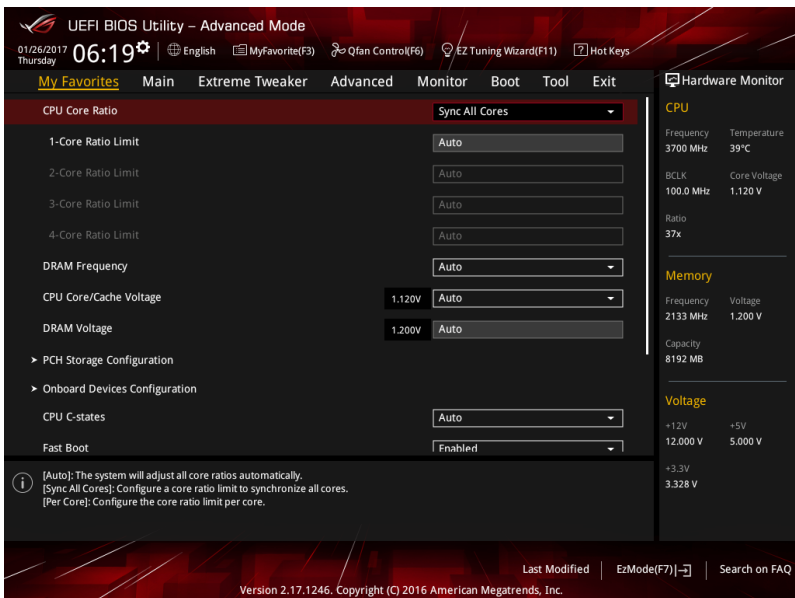 UEFI BIOS Utility – Advanced Mode
01/26/2017 Thursday 06:19 English MyFavorite(F3) Qfan Control(F6) EZ Tuning Wizard(F11) ? Hot Keys
My Favorites Main Extreme Tweaker Advanced Monitor Boot Tool Exit
CPU Core Ratio Sync All Cores
1-Core Ratio Limit Auto
2-Core Ratio Limit Auto
3-Core Ratio Limit Auto
4-Core Ratio Limit Auto
DRAM Frequency Auto
CPU Core/Cache Voltage 1.120V Auto
DRAM Voltage 1.200V Auto
> PCH Storage Configuration
> Onboard Devices Configuration
CPU C-states Auto
Fast Boot Enabled
[Auto]: The system will adjust all core ratios automatically.
[Sync All Cores]: Configure a core ratio limit to synchronize all cores.
[Per Core]: Configure the core ratio limit per core.
Hardware Monitor
CPU
Frequency Temperature
3700 MHz 39°C
BCLK Core Voltage
100.0 MHz 1.120 V
Ratio
37x
Memory
Frequency Voltage
2133 MHz 1.200 V
Capacity
8192 MB
Voltage
+12V +5V
12.000 V 5.000 V
+3.3V
3.328 V
Last Modified EzMode(F7) Search on FAQ
Version 2.17.1246. Copyright (C) 2016 American Megatrends, Inc.